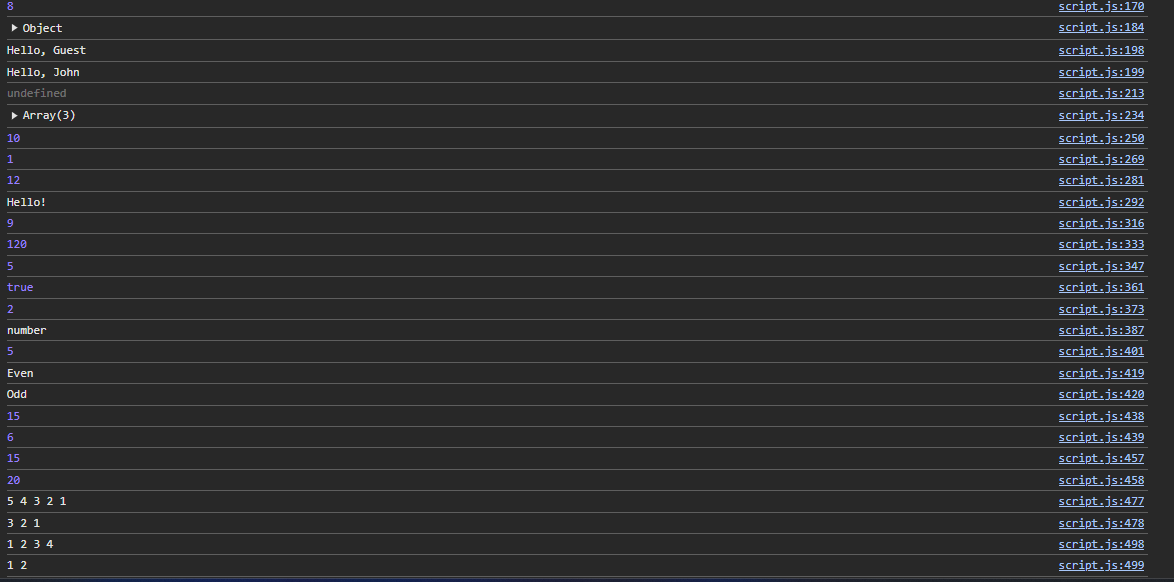 8 script.js:170
▶ Object script.js:184
Hello, Guest script.js:198
Hello, John script.js:199
undefined script.js:213
▶ Array(3) script.js:234
10 script.js:250
1 script.js:269
12 script.js:281
Hello! script.js:292
9 script.js:316
120 script.js:333
5 script.js:347
true script.js:361
2 script.js:373
number script.js:387
5 script.js:401
Even script.js:419
Odd script.js:420
15 script.js:438
6 script.js:439
15 script.js:457
20 script.js:458
5 4 3 2 1 script.js:477
3 2 1 script.js:478
1 2 3 4 script.js:498
1 2 script.js:499